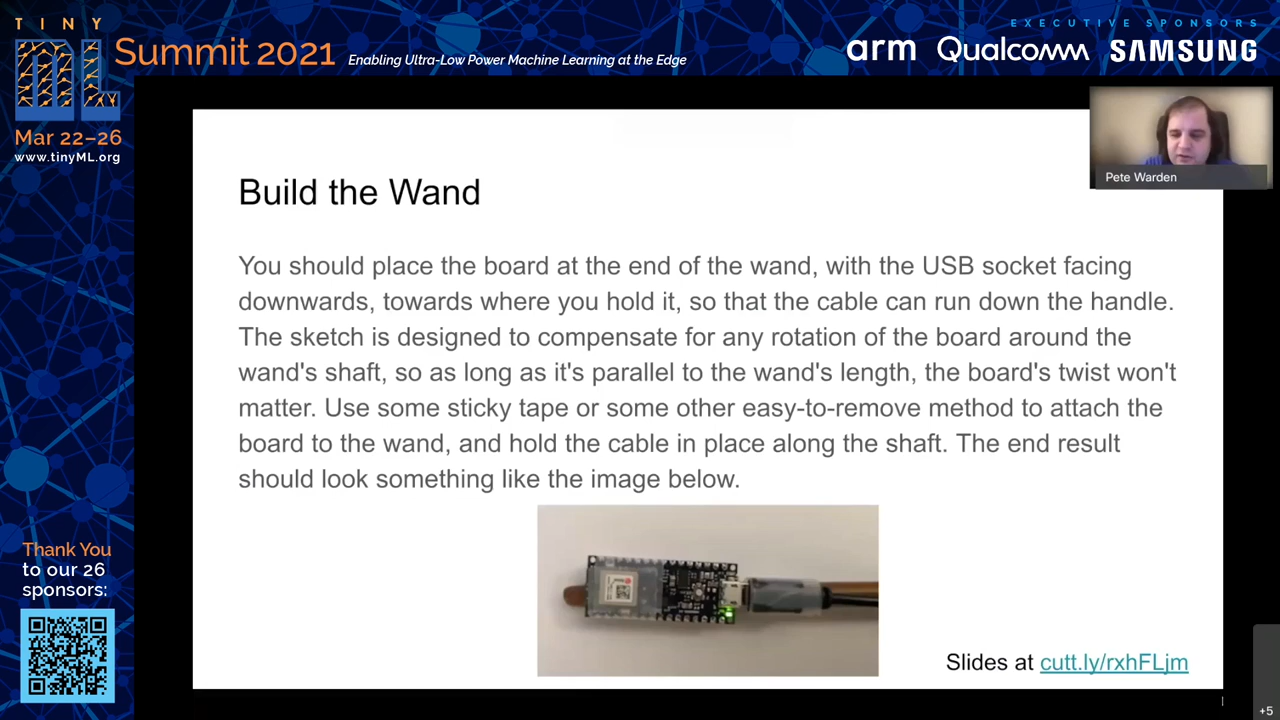 TINY
ML
Summit 2021
Enabling Ultra-Low Power Machine Learning at the Edge
EXECUTIVE SPONSORS
arm Qualcomm SAMSUNG
Mar 22–26
www.tinyML.org
Pete Warden
Build the Wand
You should place the board at the end of the wand, with the USB socket facing
downwards, towards where you hold it, so that the cable can run down the handle.
The sketch is designed to compensate for any rotation of the board around the
wand's shaft, so as long as it's parallel to the wand's length, the board's twist won't
matter. Use some sticky tape or some other easy-to-remove method to attach the
board to the wand, and hold the cable in place along the shaft. The end result
should look something like the image below.
Slides at cutt.ly/rxhFLjm
Thank You
to our 26
sponsors:
+5